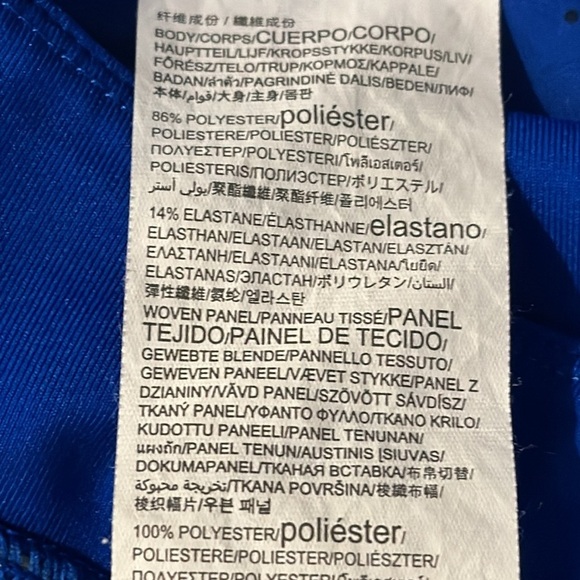 纤维成份 / 纖維成份
BODY/CORPS/CUERPO/CORPO/
HAUPTTEIL/LIJF/KROPSSTYKKE/KORPUS/LIV/
FŐRÉSZ/TELO/TRUP/ΚΟΡΜΟΣ/KAPPALE/
BADAN/ลำตัว/PAGRINDINĖ DALIS/BEDEN/ЛИФ/
本体/قوام/大身/主身/몸판
86% POLYESTER/poliéster/
POLIESTERE/POLIESTER/POLIÉSZTER/
ΠΟΛΥΕΣΤΕΡ/POLYESTERI/โพลีเอสเตอร์/
POLIESTERIS/ПОЛИЭСТЕР/ポリエステル/
بولي أستر/聚酯纖維/聚酯纤维/폴리에스터
14% ELASTANE/ÉLASTHANNE/elastano/
ELASTHAN/ELASTAAN/ELASTAN/ELASZTÁN/
ΕΛΑΣΤΑΝΗ/ELASTAANI/ELASTANA/ใยยืด/
ELASTANAS/ЭЛАСТАН/ポリウレタン/الستان/
彈性纖維/氨纶/엘라스탄
WOVEN PANEL/PANNEAU TISSÉ/PANEL
TEJIDO/PAINEL DE TECIDO/
GEWEBTE BLENDE/PANNELLO TESSUTO/
GEWEVEN PANEEL/VÆVET STYKKE/PANEL Z
DZIANINY/VÄVD PANEL/SZÖVÖTT SÁVDÍSZ/
TKANÝ PANEL/ΥΦΑΝΤΟ ΦΥΛΛΟ/TKANO KRILO/
KUDOTTU PANEELI/PANEL TENUNAN/
แผงถัก/PANEL TENUN/AUSTINIS ĮSIUVAS/
DOKUMAPANEL/ТКАНАЯ ВСТАВКА/布帛切替/
تخريجة محبوكة/TKANA POVRŠINA/梭織布幅/
梭织幅片/우븐 패널
100% POLYESTER/poliéster/
POLIESTERE/POLIESTER/POLIÉSZTER/
ΠΟΛΥΕΣΤΕΡ/POLYESTERI/